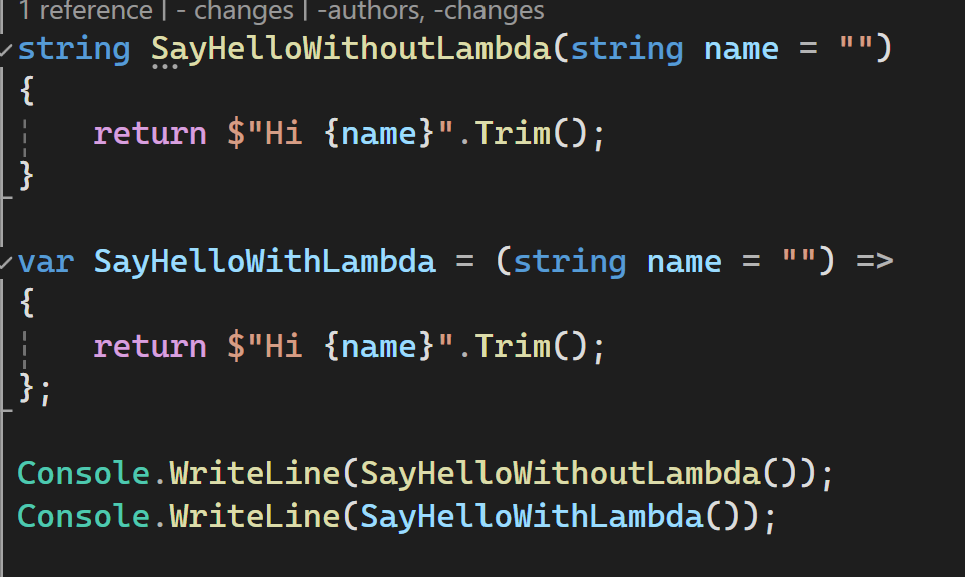 1 reference | - changes | -authors, -changes
string SayHelloWithoutLambda(string name = "")
{
    return $"Hi {name}".Trim();
}
var SayHelloWithLambda = (string name = "") =>
{
    return $"Hi {name}".Trim();
};
Console.WriteLine(SayHelloWithoutLambda());
Console.WriteLine(SayHelloWithLambda());